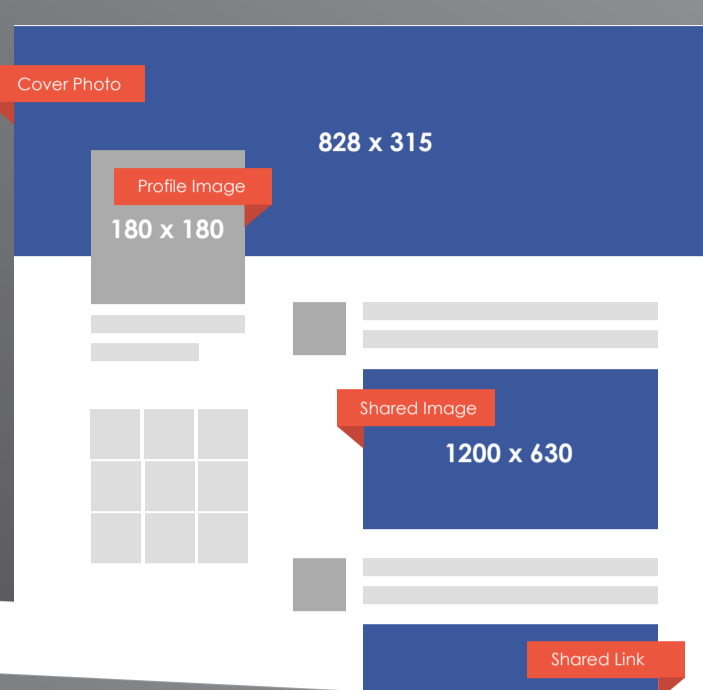 Cover Photo
828 x 315
Profile Image
180 x 180
Shared Image
1200 x 630
Shared Link